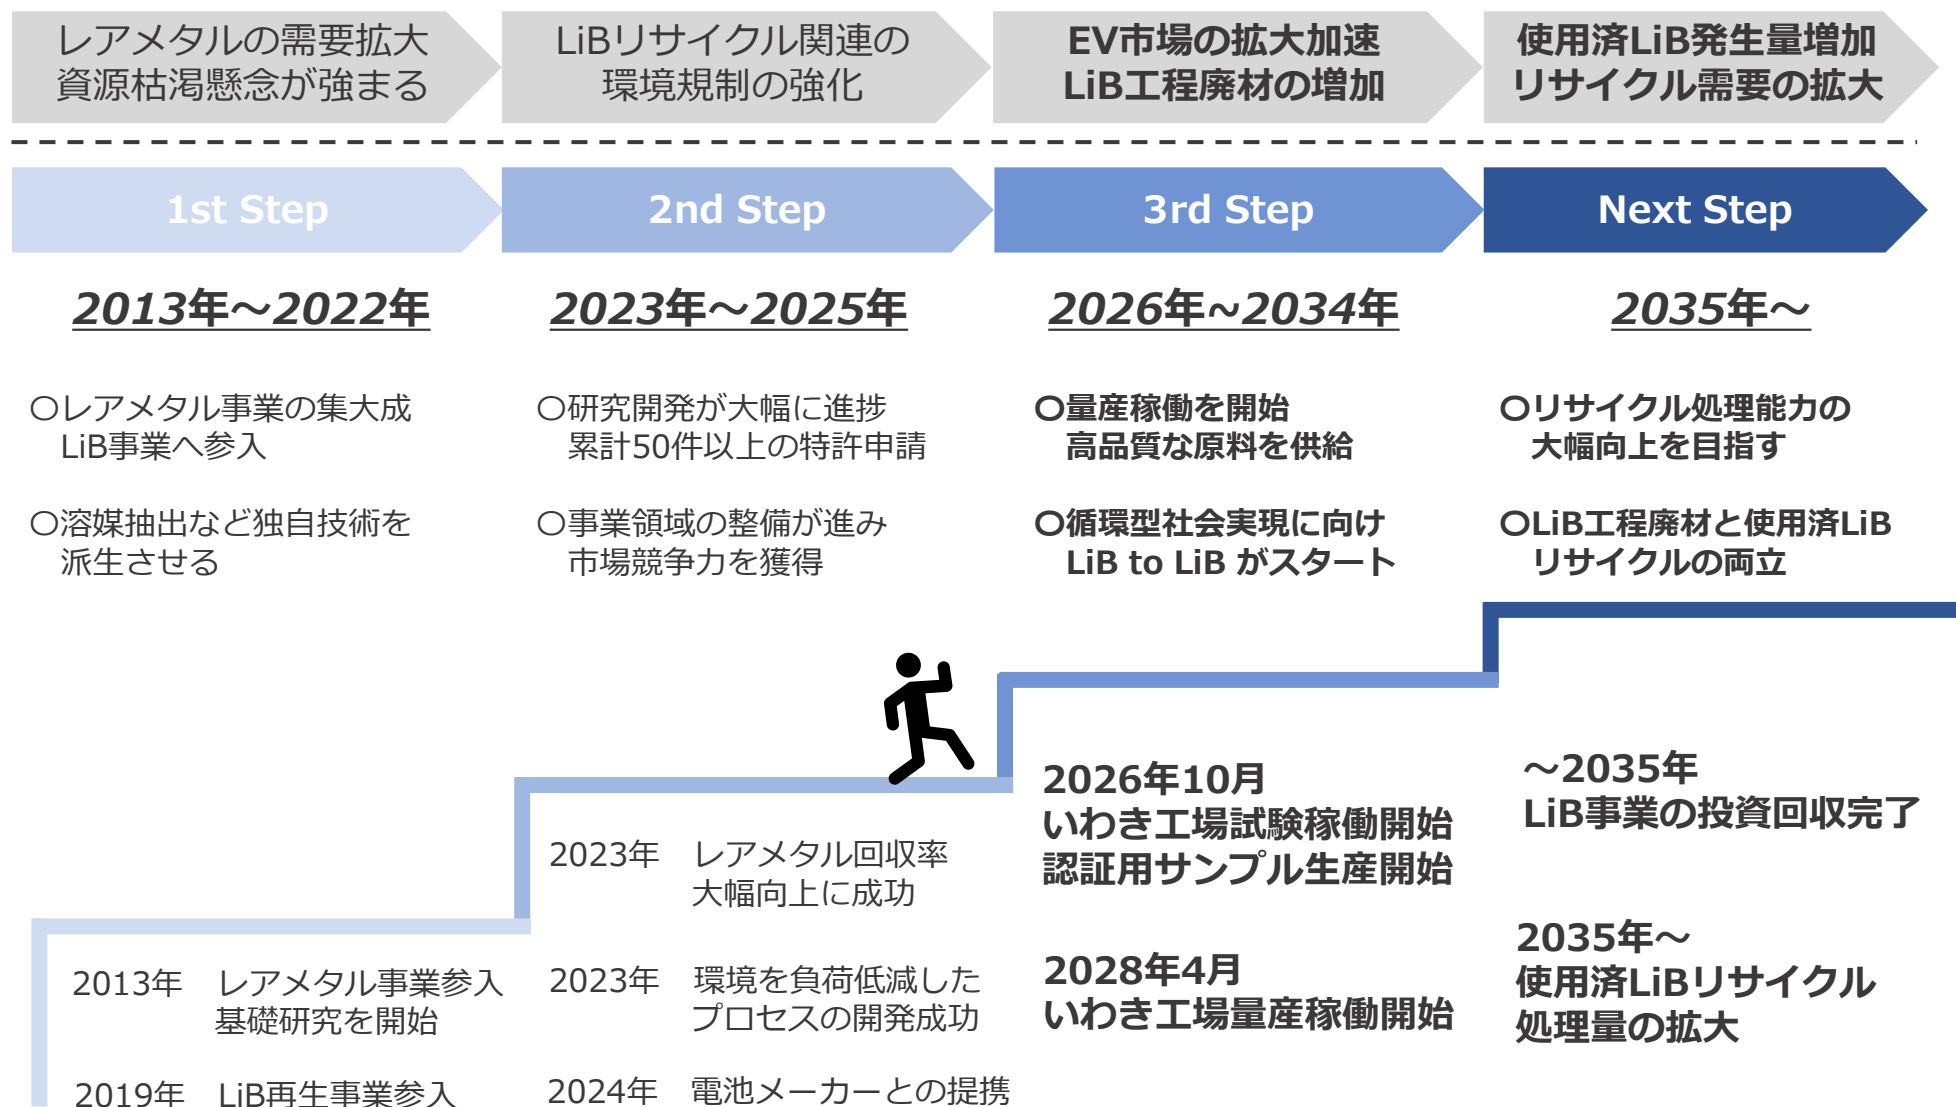 レアメタルの需要拡大
資源枯渇懸念が強まる
LiBリサイクル関連の
環境規制の強化
EV市場の拡大加速
LiB工程廃材の増加
使用済LiB発生量増加
リサイクル需要の拡大
1st Step
2nd Step
3rd Step
Next Step
2013年～2022年
2023年～2025年
2026年~2034年
2035年～
〇レアメタル事業の集大成
LiB事業へ参入
〇溶媒抽出など独自技術を
派生させる
〇研究開発が大幅に進捗
累計50件以上の特許申請
〇事業領域の整備が進み
市場競争力を獲得
〇量産稼働を開始
高品質な原料を供給
〇循環型社会実現に向け
LiB to LiB がスタート
〇リサイクル処理能力の
大幅向上を目指す
〇LiB工程廃材と使用済LiB
リサイクルの両立
2013年 レアメタル事業参入
基礎研究を開始
2019年 LiB再生事業参入
2023年 レアメタル回収率
大幅向上に成功
2023年 環境を負荷低減した
プロセスの開発成功
2024年 電池メーカーとの提携
2026年10月
いわき工場試験稼働開始
認証用サンプル生産開始
2028年4月
いわき工場量産稼働開始
～2035年
LiB事業の投資回収完了
2035年～
使用済LiBリサイクル
処理量の拡大